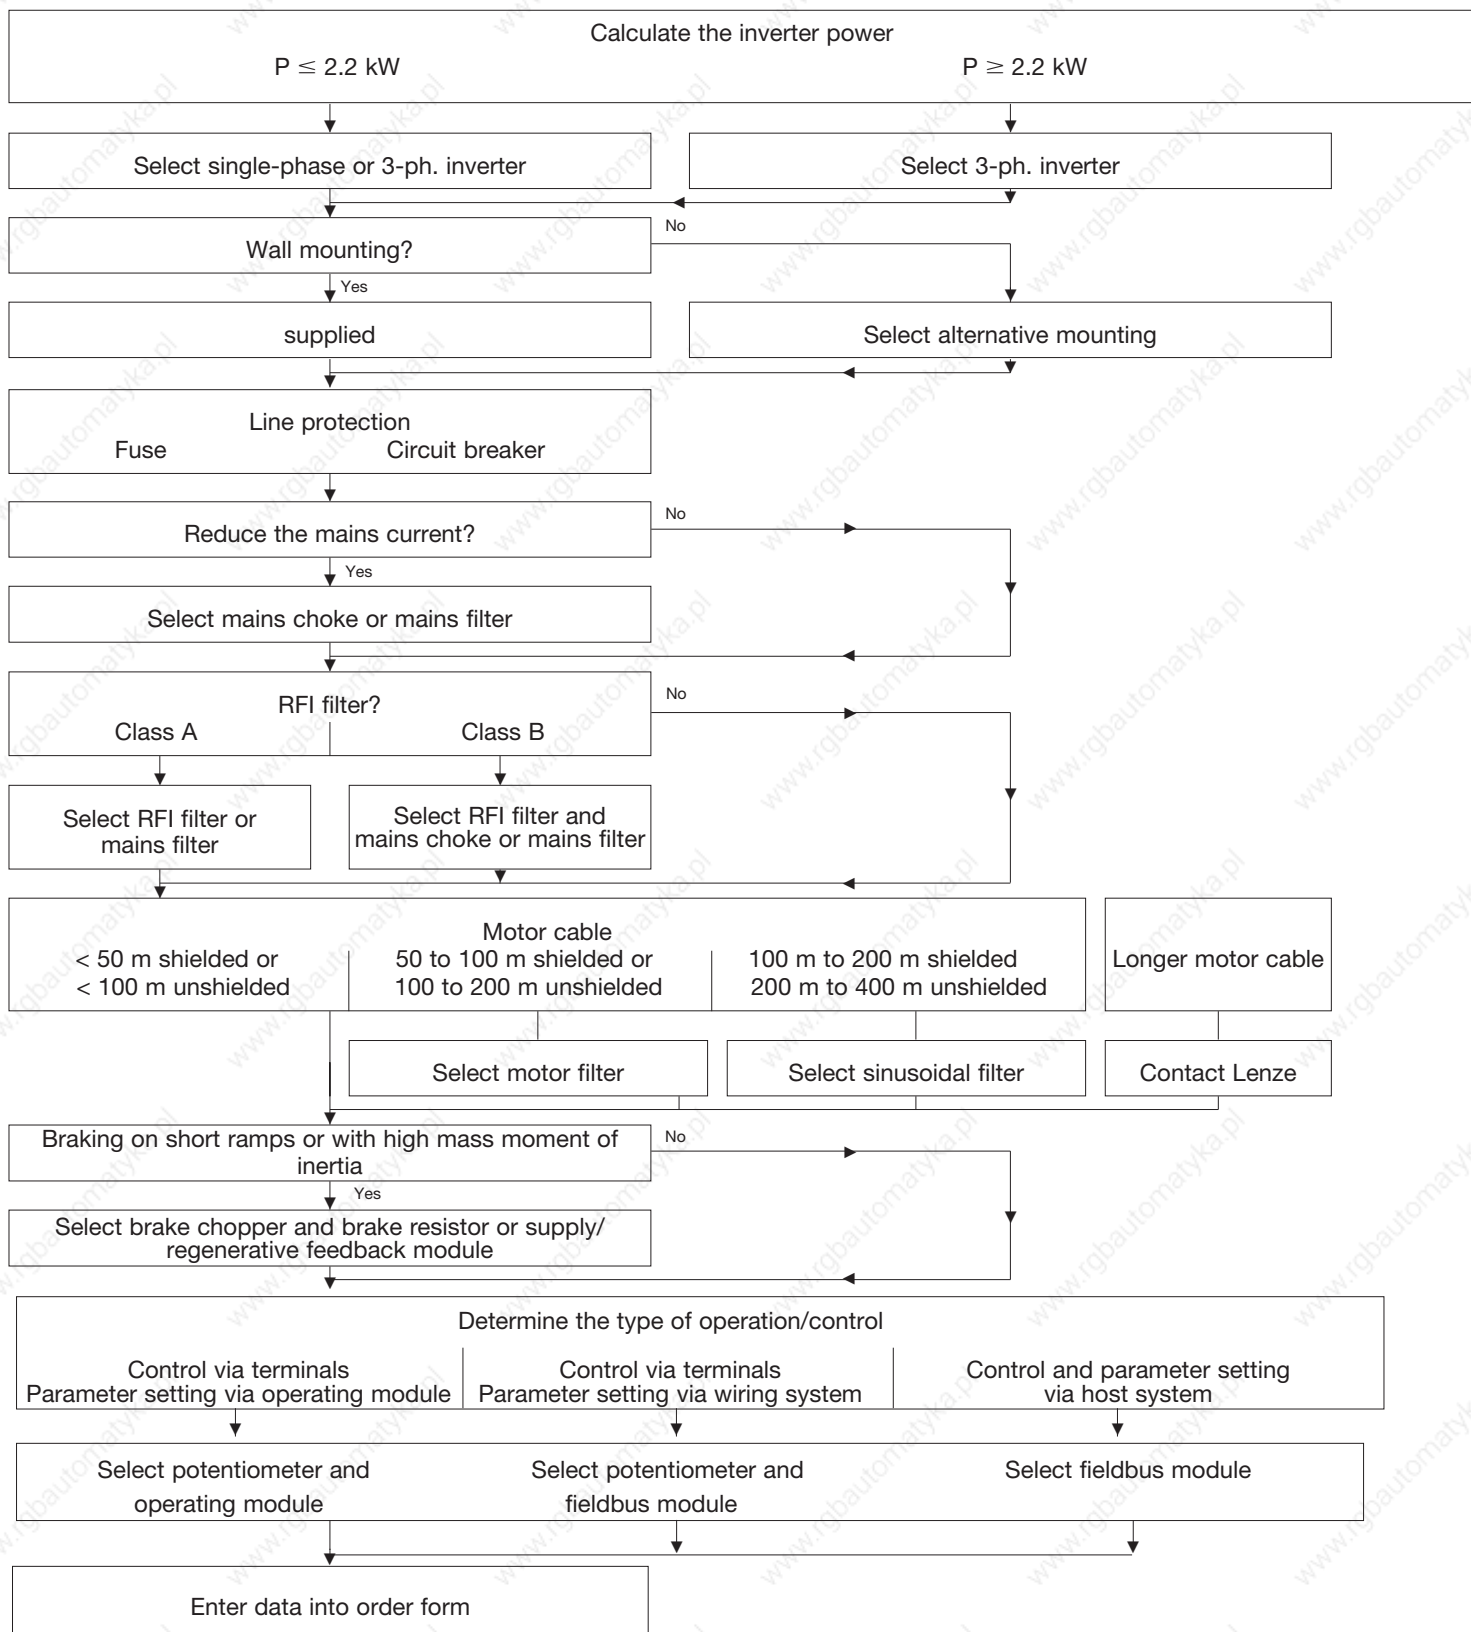 Calculate the inverter power
P ≤ 2.2 kW
P ≥ 2.2 kW
Select single-phase or 3-ph. inverter
Select 3-ph. inverter
Wall mounting?
No
Yes
supplied
Select alternative mounting
Line protection
Fuse
Circuit breaker
Reduce the mains current?
No
Yes
Select mains choke or mains filter
RFI filter?
No
Class A
Class B
Select RFI filter or
mains filter
Select RFI filter and
mains choke or mains filter
Motor cable
< 50 m shielded or
< 100 m unshielded
50 to 100 m shielded or
100 to 200 m unshielded
100 m to 200 m shielded
200 m to 400 m unshielded
Longer motor cable
Select motor filter
Select sinusoidal filter
Contact Lenze
Braking on short ramps or with high mass moment of
inertia
No
Yes
Select brake chopper and brake resistor or supply/
regenerative feedback module
Determine the type of operation/control
Control via terminals
Parameter setting via operating module
Control via terminals
Parameter setting via wiring system
Control and parameter setting
via host system
Select potentiometer and
operating module
Select potentiometer and
fieldbus module
Select fieldbus module
Enter data into order form
www.rgbautomatyka.pl